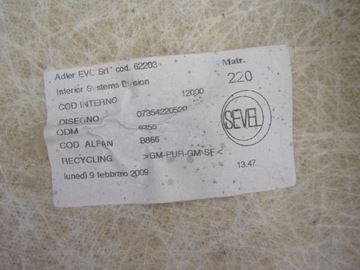 Adler EVO Srl cod. 62203 Matr.
Interior Systems Division 220
COD INTERNO 12000
DISEGNO 07354220520
ODM 6355
COD ALFAN B866
RECYCLING >GM-PUR-GM-SF<
lunedì 9 febbraio 2009 13.47
SEVEL